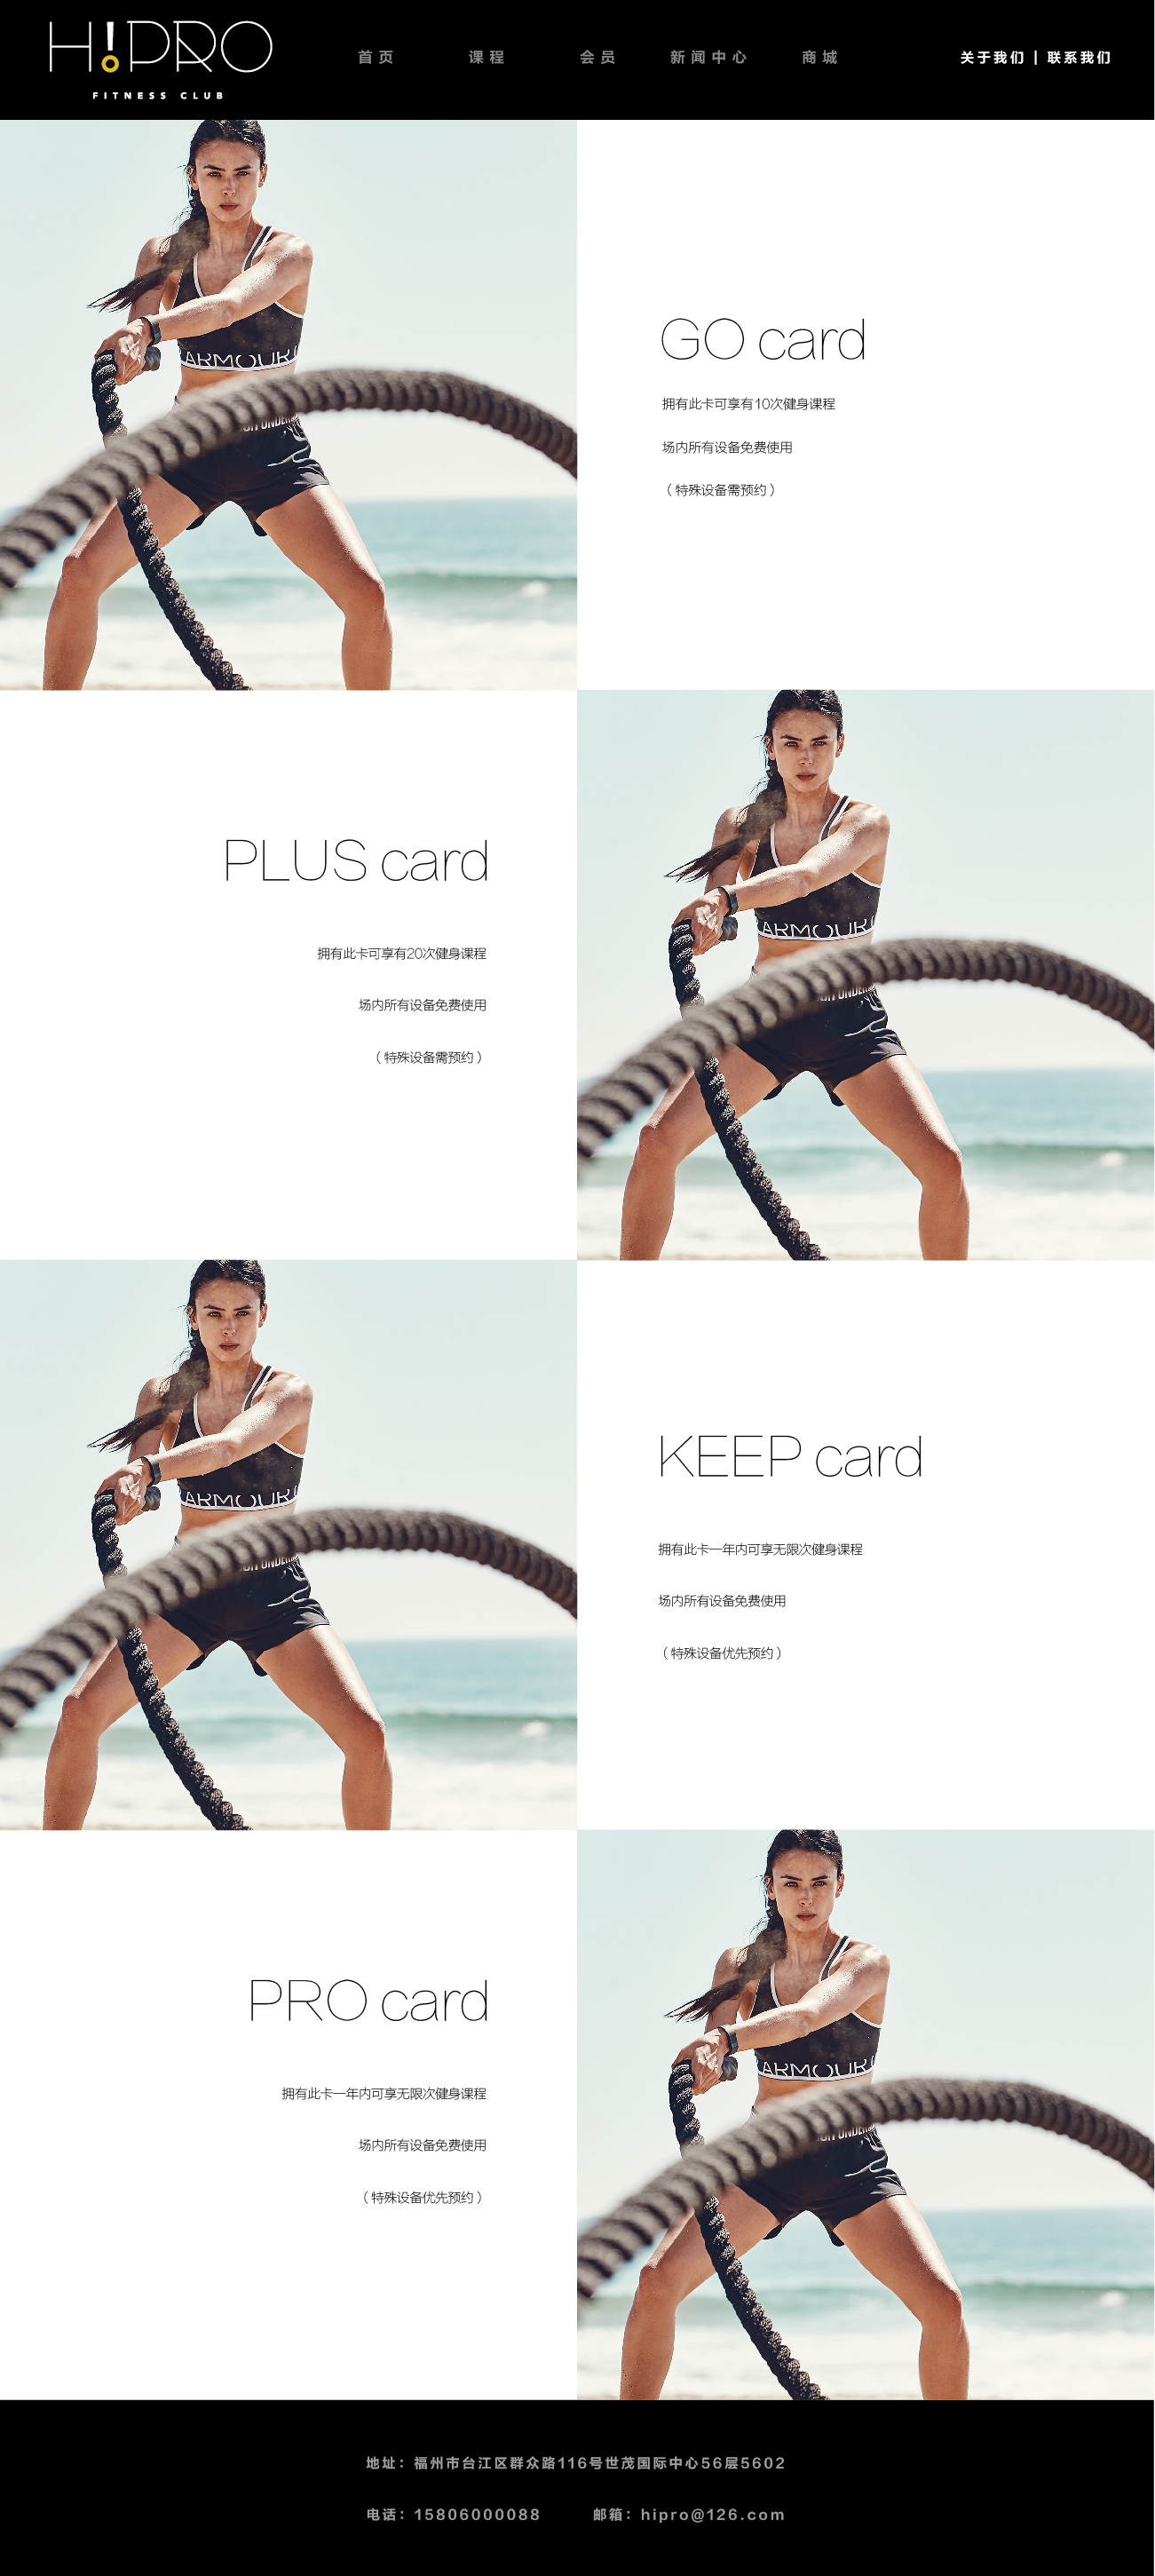 H!PRO
FITNESS CLUB
首页 课程 会员 新闻中心 商城 关于我们 | 联系我们
ARMOUR
GO card
拥有此卡可享有10次健身课程
场内所有设备免费使用
（特殊设备需预约）
PLUS card
拥有此卡可享有20次健身课程
场内所有设备免费使用
（特殊设备需预约）
ARMOUR
ARMOUR
KEEP card
拥有此卡一年内可享无限次健身课程
场内所有设备免费使用
（特殊设备优先预约）
PRO card
拥有此卡一年内可享无限次健身课程
场内所有设备免费使用
（特殊设备优先预约）
ARMOUR
地址：福州市台江区群众路116号世茂国际中心56层5602
电话：15806000088 邮箱：hipro@126.com